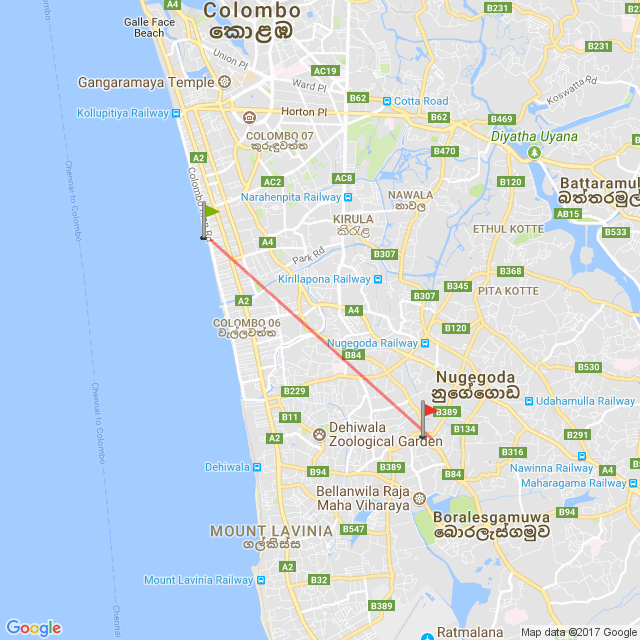 A4
Colombo
කොළඹ
B240
B231
B231
Galle Face
Beach
Union Pl
AC19
Gangaramaya Temple
Ward Pl
Koswatta Rd
B62
Cotta Road
Kollupitiya Railway
Horton Pl
B62
B469
COLOMBO 07
කුරුඳුවත්ත
Diyatha Uyana
A2
B470
Chennai to Colombo
Colombo
AC2
AC8
B120
Battaramul
බත්තරමුල්
Narahenpita Railway
NAWALA
නාවල
AB15
KIRULA
කිරුළ
ETHUL KOTTE
B533
A4
Park Rd
B307
Kirillapona Railway
B368
B345
PITA KOTTE
A2
B307
A4
COLOMBO 06
වැල්ලවත්ත
B120
Nugegoda Railway
B84
B530
Nugegoda
නුගේගොඩ
B229
Chennai to Colombo
Udahamulla Railway
B389
B11
Dehiwala
Zoological Garden
B134
A2
B291
B316
Dehiwala
B94
B389
B84
Nawinna Railway
Maharagama Railway
Bellanwila Raja
Maha Viharaya
Boralesgamuwa
බොරලැස්ගමුව
MOUNT LAVINIA
ගල්කිස්ස
B547
Mount Lavinia Railway
B32
B389
Google
Ratmalana
Map data ©2017 Google